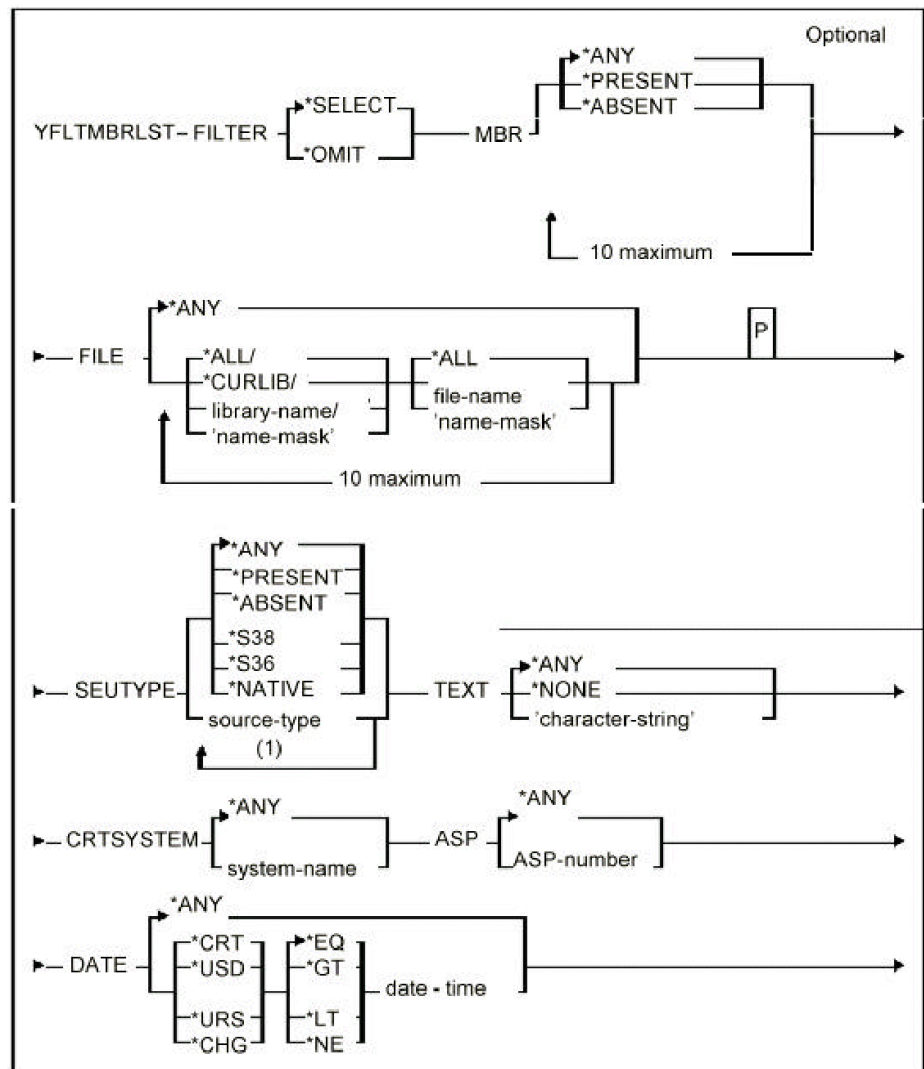 Optional
*ANY
*PRESENT
*ABSENT
YFLTMBRLST – FILTER
*SELECT
*OMIT
MBR
10 maximum
*ANY
FILE
*ALL/
*CURLIB/
library-name/
'name-mask'
*ALL
file-name
'name-mask'
P
10 maximum
*ANY
*PRESENT
*ABSENT
*S38
*S36
*NATIVE
SEUTYPE
source-type
(1)
TEXT
*ANY
*NONE
'character-string'
CRTSYSTEM
*ANY
system-name
ASP
*ANY
ASP-number
*ANY
DATE
*CRT
*USD
*URS
*CHG
*EQ
*GT
*LT
*NE
date - time